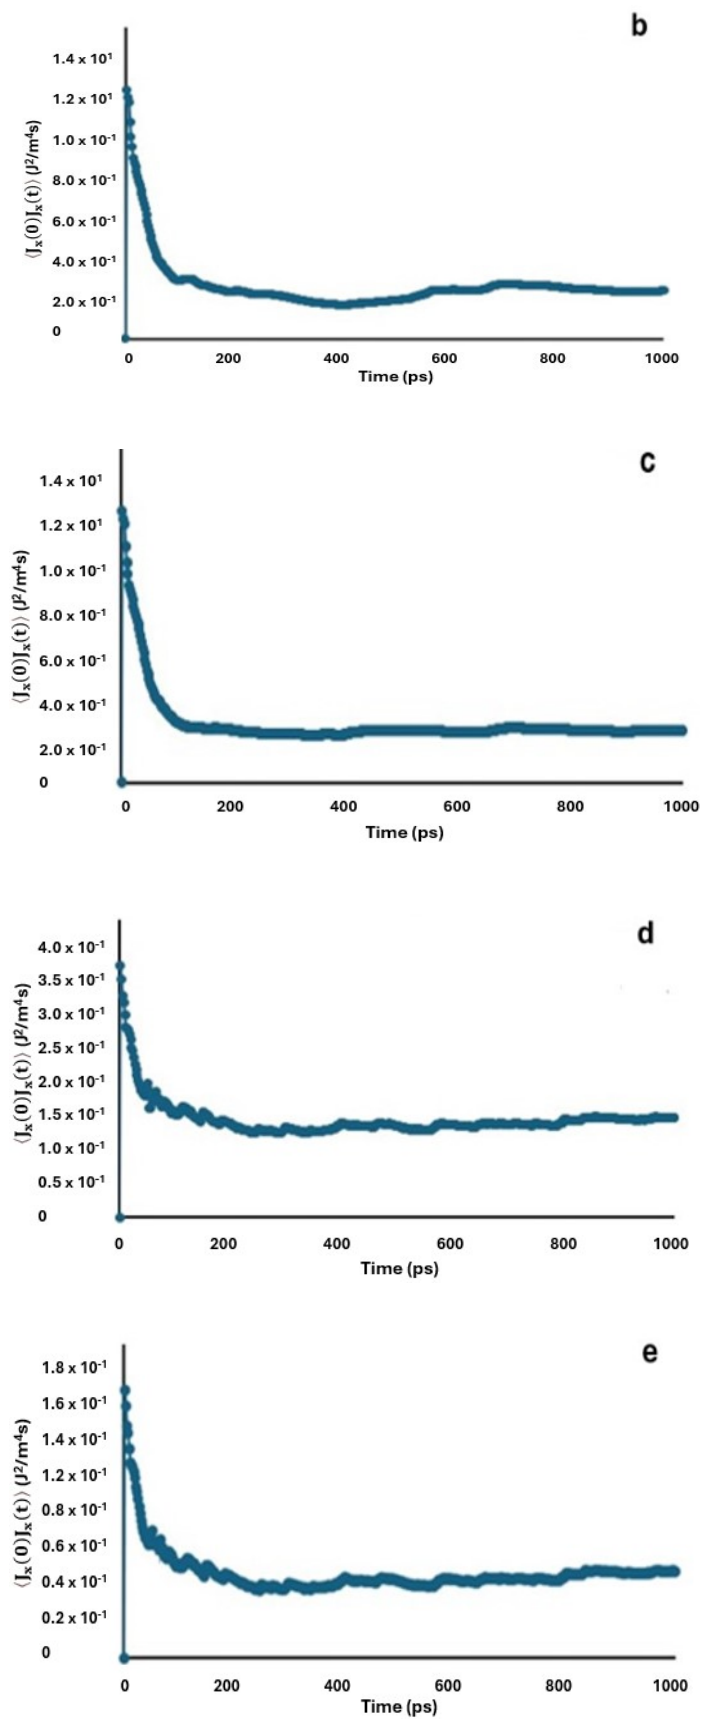 b
1.4 x 10¹
1.2 x 10¹
1.0 x 10⁻¹
8.0 x 10⁻¹
6.0 x 10⁻¹
4.0 x 10⁻¹
2.0 x 10⁻¹
0
⟨Jₓ(0)Jₓ(t)⟩ (J²/m⁴s)
0 200 400 600 800 1000
Time (ps)
c
1.4 x 10¹
1.2 x 10¹
1.0 x 10⁻¹
8.0 x 10⁻¹
6.0 x 10⁻¹
4.0 x 10⁻¹
2.0 x 10⁻¹
0
⟨Jₓ(0)Jₓ(t)⟩ (J²/m⁴s)
0 200 400 600 800 1000
Time (ps)
d
4.0 x 10⁻¹
3.5 x 10⁻¹
3.0 x 10⁻¹
2.5 x 10⁻¹
2.0 x 10⁻¹
1.5 x 10⁻¹
1.0 x 10⁻¹
0.5 x 10⁻¹
0
⟨Jₓ(0)Jₓ(t)⟩ (J²/m⁴s)
0 200 400 600 800 1000
Time (ps)
e
1.8 x 10⁻¹
1.6 x 10⁻¹
1.4 x 10⁻¹
1.2 x 10⁻¹
0.8 x 10⁻¹
0.6 x 10⁻¹
0.4 x 10⁻¹
0.2 x 10⁻¹
0
⟨Jₓ(0)Jₓ(t)⟩ (J²/m⁴s)
0 200 400 600 800 1000
Time (ps)